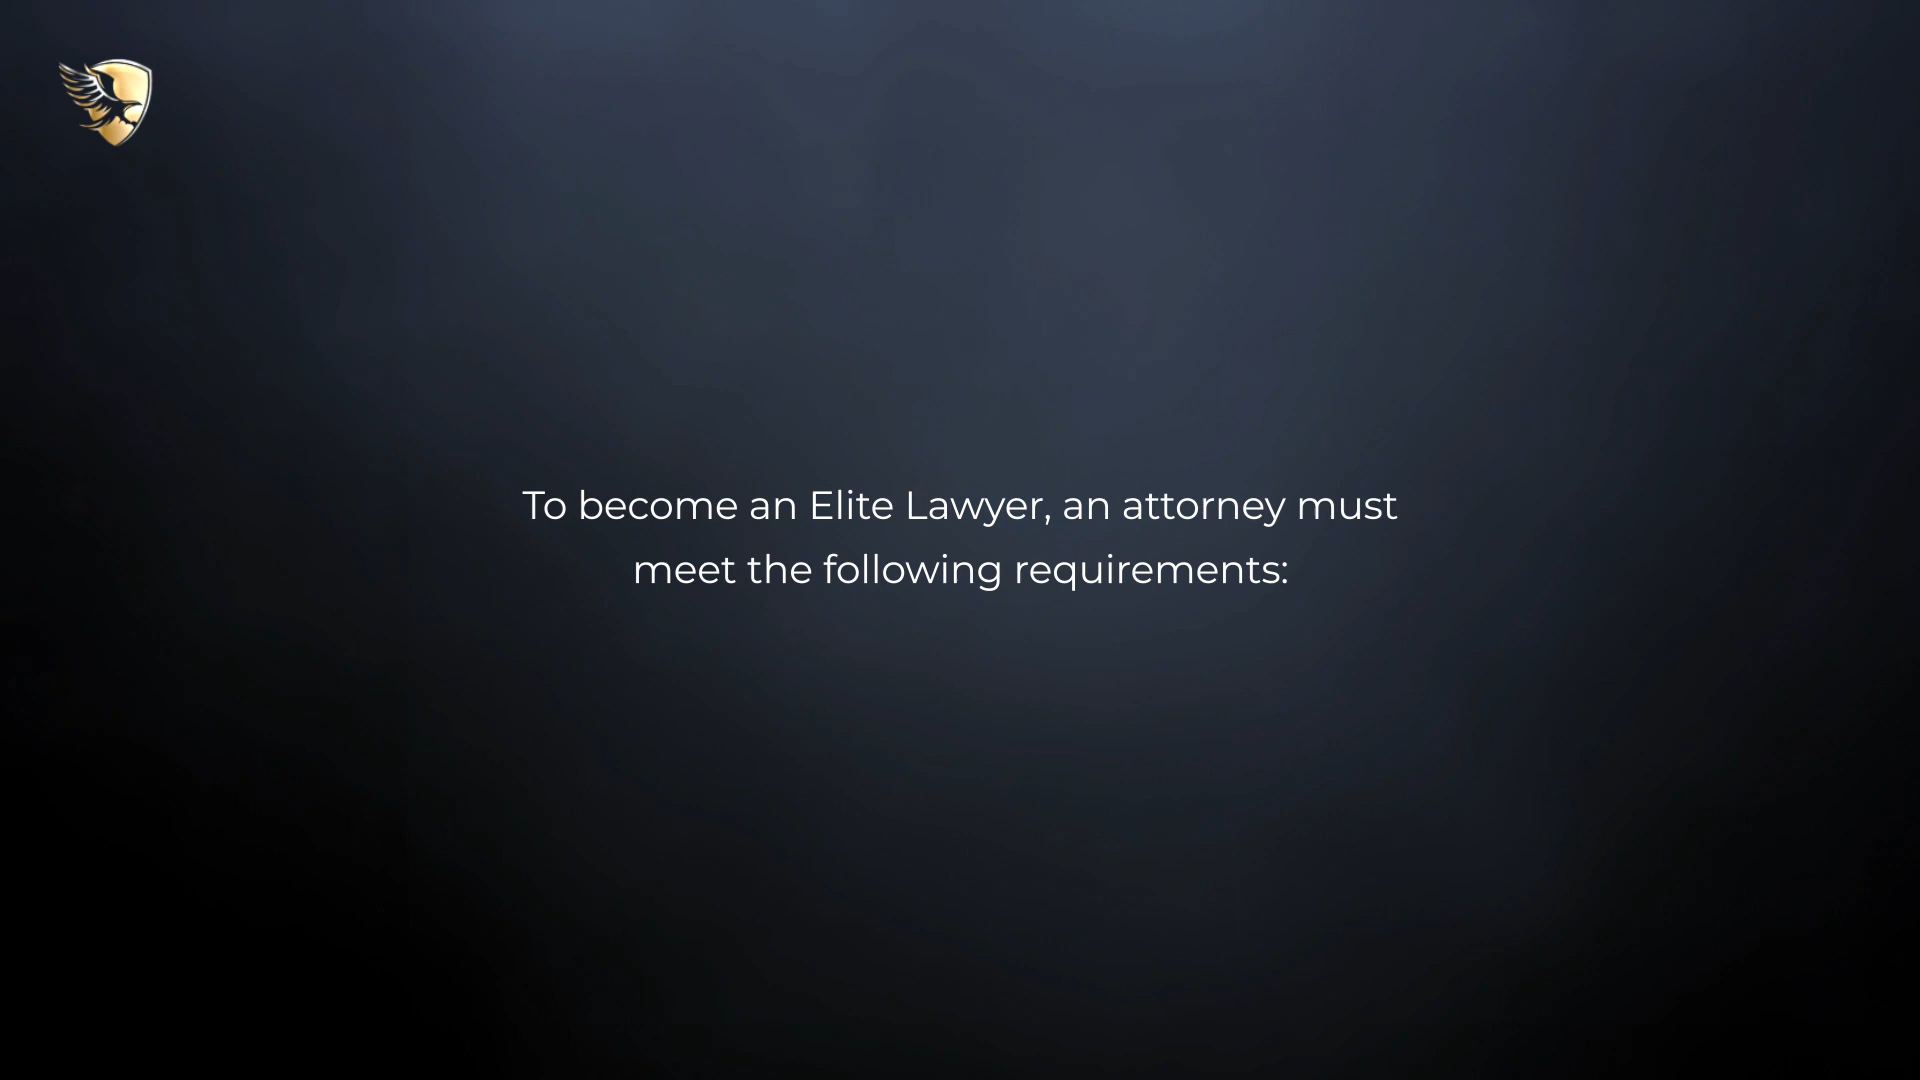 To become an Elite Lawyer, an attorney must
meet the following requirements: